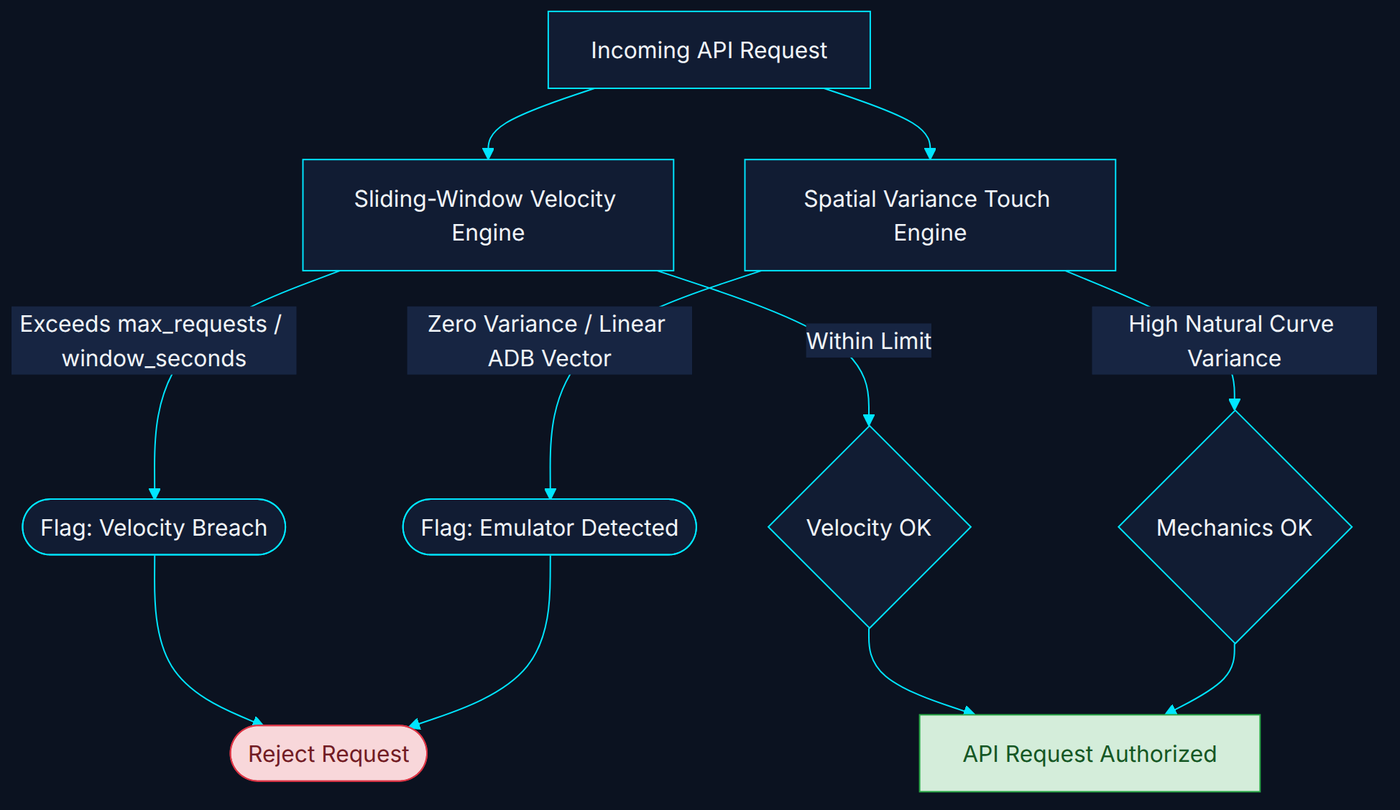 Incoming API Request
Sliding-Window Velocity
Engine
Spatial Variance Touch
Engine
Exceeds max_requests /
window_seconds
Zero Variance / Linear
ADB Vector
Within Limit
High Natural Curve
Variance
Flag: Velocity Breach
Flag: Emulator Detected
Velocity OK
Mechanics OK
Reject Request
API Request Authorized